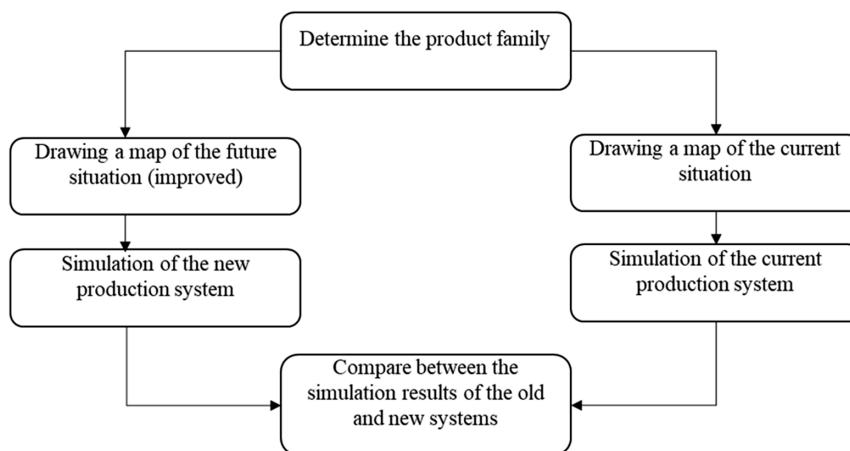 Determine the product family
Drawing a map of the future
situation (improved)
Drawing a map of the current
situation
Simulation of the new
production system
Simulation of the current
production system
Compare between the
simulation results of the old
and new systems